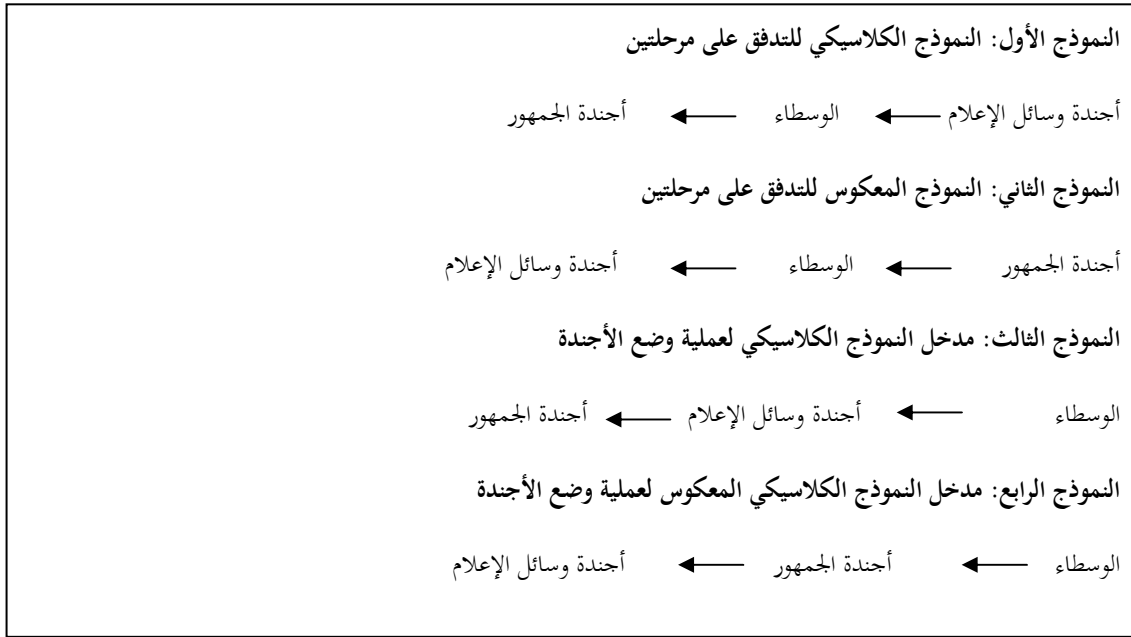 النموذج الأول: النموذج الكلاسيكي للتدفق على مرحلتين
أجندة وسائل الإعلام ← الوسطاء ← أجندة الجمهور
النموذج الثاني: النموذج المعكوس للتدفق على مرحلتين
أجندة الجمهور ← الوسطاء ← أجندة وسائل الإعلام
النموذج الثالث: مدخل النموذج الكلاسيكي لعملية وضع الأجندة
الوسطاء ← أجندة وسائل الإعلام ← أجندة الجمهور
النموذج الرابع: مدخل النموذج الكلاسيكي المعكوس لعملية وضع الأجندة
الوسطاء ← أجندة الجمهور ← أجندة وسائل الإعلام